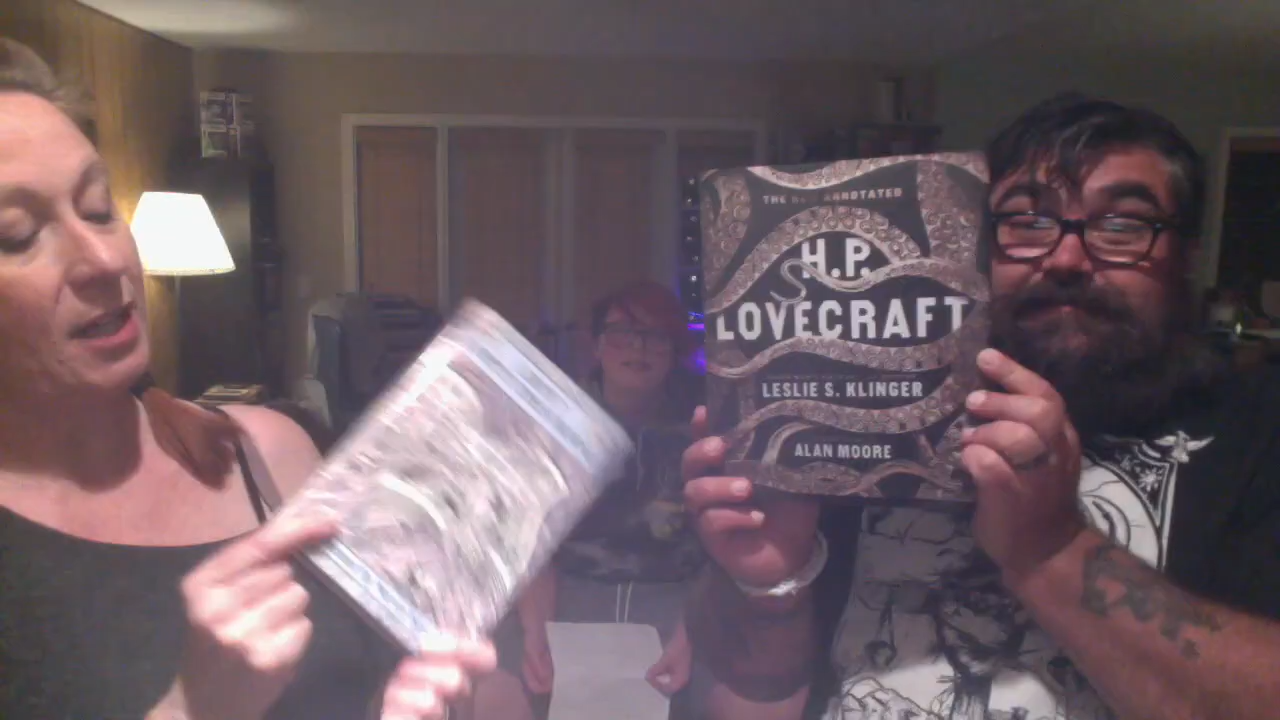 THE NEW ANNOTATED
H.P.
LOVECRAFT
LESLIE S. KLINGER
ALAN MOORE